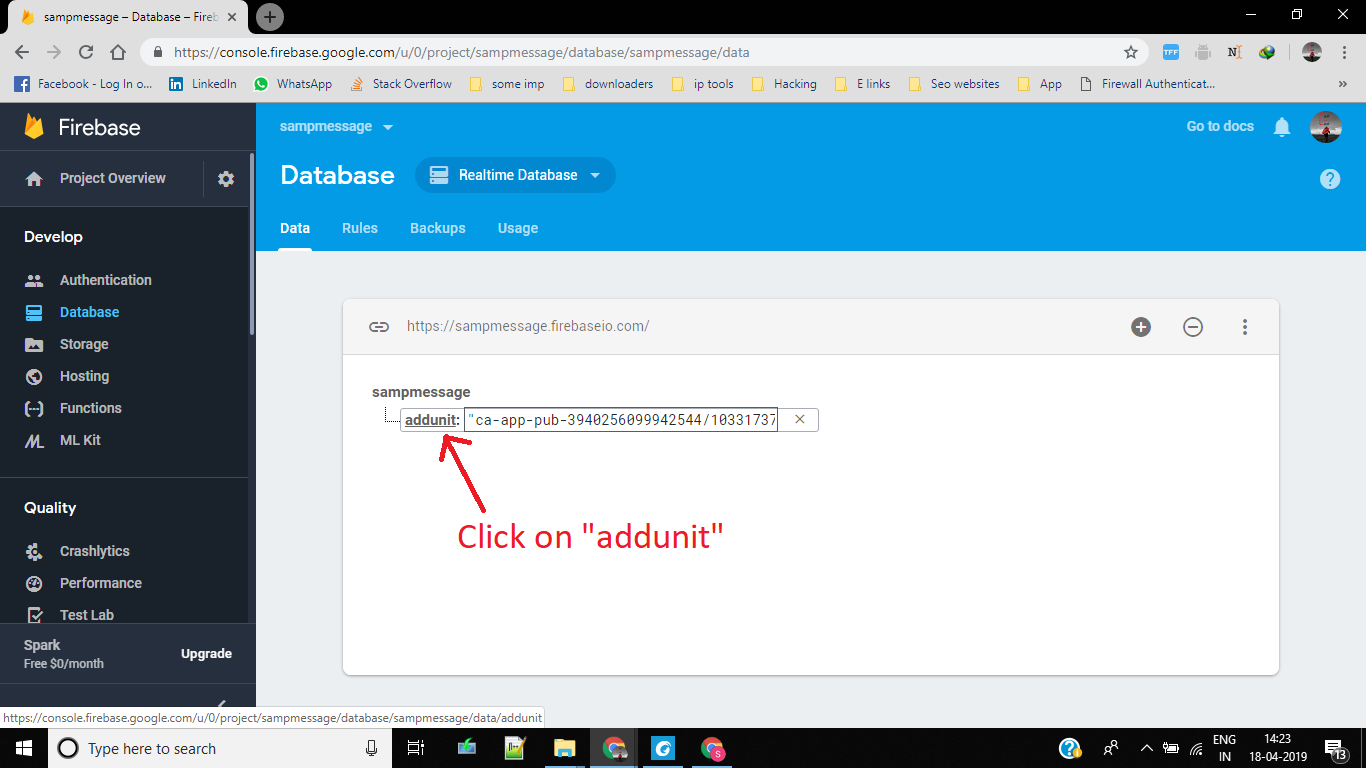 sampmessage – Database – Fireb
https://console.firebase.google.com/u/0/project/sampmessage/database/sampmessage/data
Facebook - Log In o... LinkedIn WhatsApp Stack Overflow some imp downloaders ip tools Hacking E links Seo websites App Firewall Authenticat... »
Firebase
Project Overview
Develop
Authentication
Database
Storage
Hosting
Functions
ML Kit
Quality
Crashlytics
Performance
Test Lab
Spark
Free $0/month
Upgrade
sampmessage
Go to docs
Database
Realtime Database
Data Rules Backups Usage
https://sampmessage.firebaseio.com/
sampmessage
addunit: "ca-app-pub-3940256099942544/10331737
Click on "addunit"
https://console.firebase.google.com/u/0/project/sampmessage/database/sampmessage/data/addunit
Type here to search
ENG
IN
14:23
18-04-2019
13